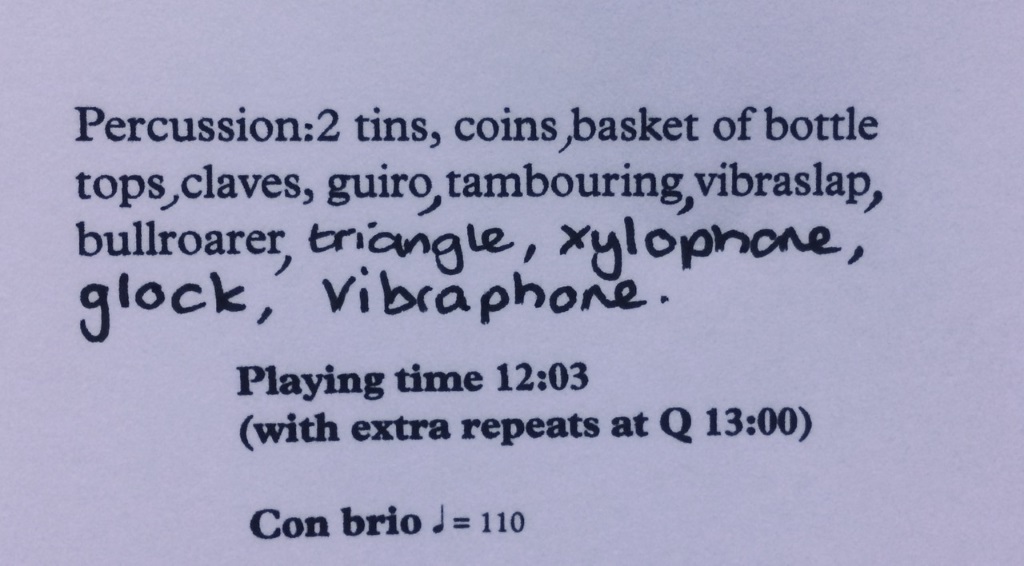 Percussion:2 tins, coins,basket of bottle
tops,claves, guiro,tambouring,vibraslap,
bullroarer, triangle, xylophone,
glock, vibraphone.
Playing time 12:03
(with extra repeats at Q 13:00)
Con brio ♩= 110